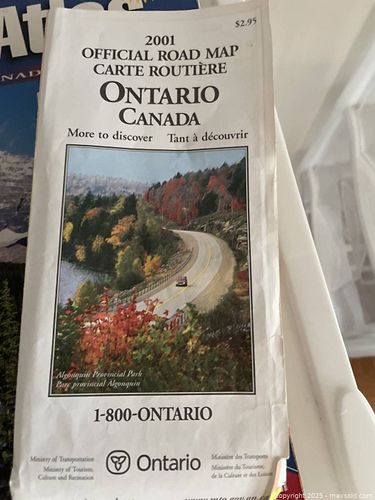 Atlas
$2.95
2001
OFFICIAL ROAD MAP
CARTE ROUTIÈRE
ONTARIO
CANADA
More to discover Tant à découvrir
Algonquin Provincial Park
Parc provincial Algonquin
1-800-ONTARIO
Ministry of Transportation
Ministry of Tourism,
Culture and Recreation
Ontario
Ministère des Transports
Ministère du Tourisme,
de la Culture et des Loisirs
©copyright 2025 - maxsold.com